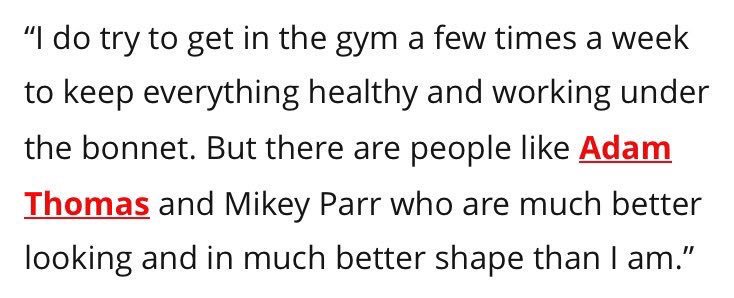 “I do try to get in the gym a few times a week
to keep everything healthy and working under
the bonnet. But there are people like Adam
Thomas and Mikey Parr who are much better
looking and in much better shape than I am.”